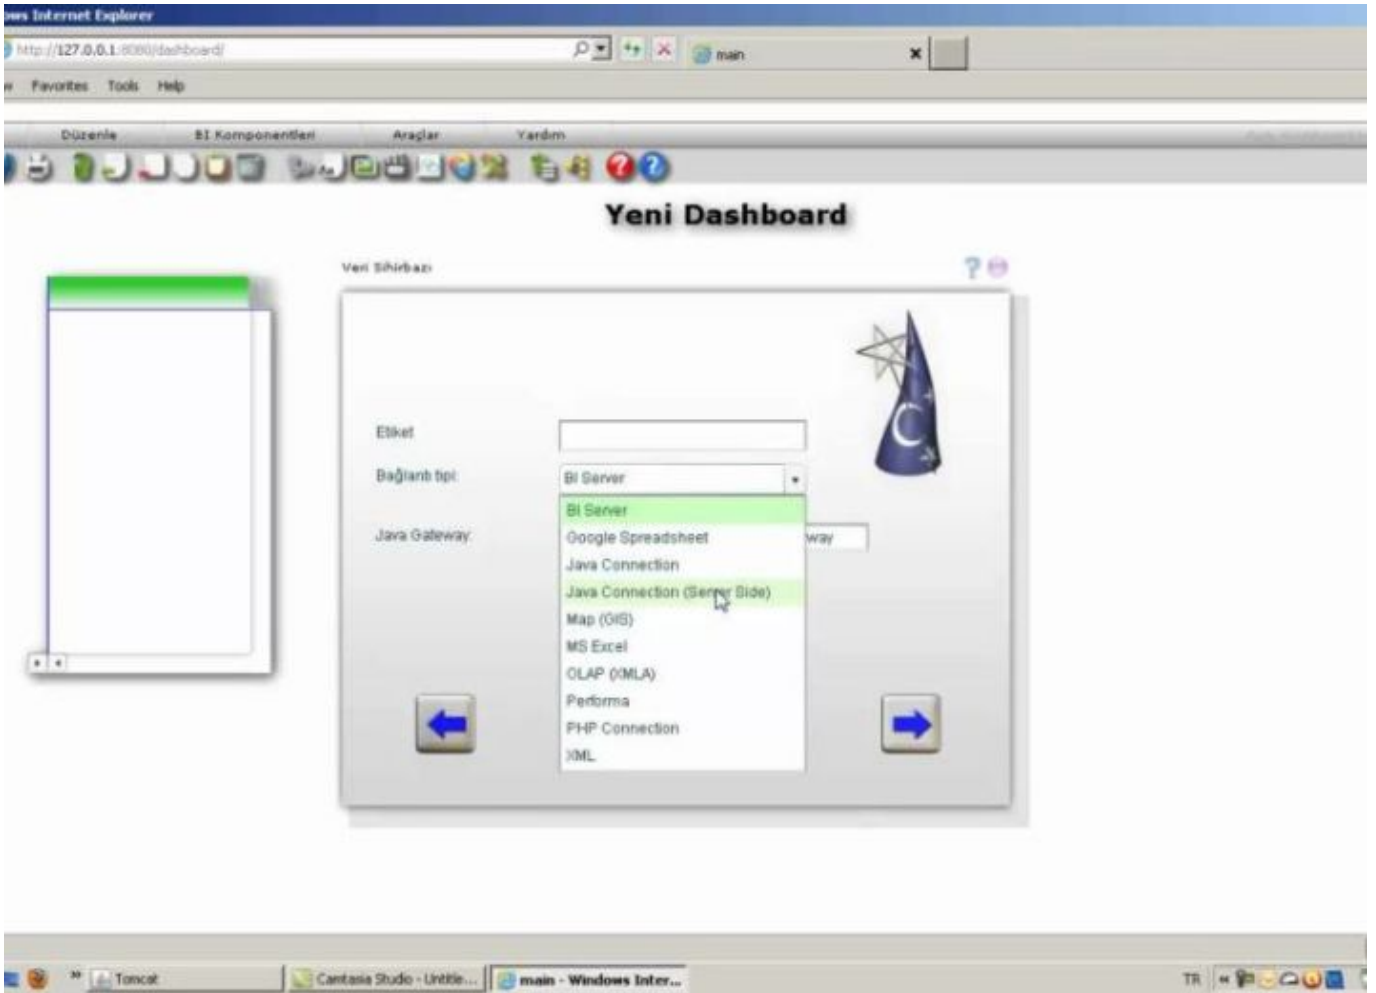 ows Internet Explorer
http://127.0.0.1:8080/dashboard/
main
w Favorites Tools Help
Düzenle BI Komponentleri Araçlar Yardım
Yeni Dashboard
Veri Sihirbazı
Etiket
Bağlantı tipi: BI Server
BI Server
Java Gateway: Google Spreadsheet way
Java Connection
Java Connection (Server Side)
Map (GIS)
MS Excel
OLAP (XMLA)
Performa
PHP Connection
XML
Tomcat Camtasia Studio - Untitle... main - Windows Inter... TR